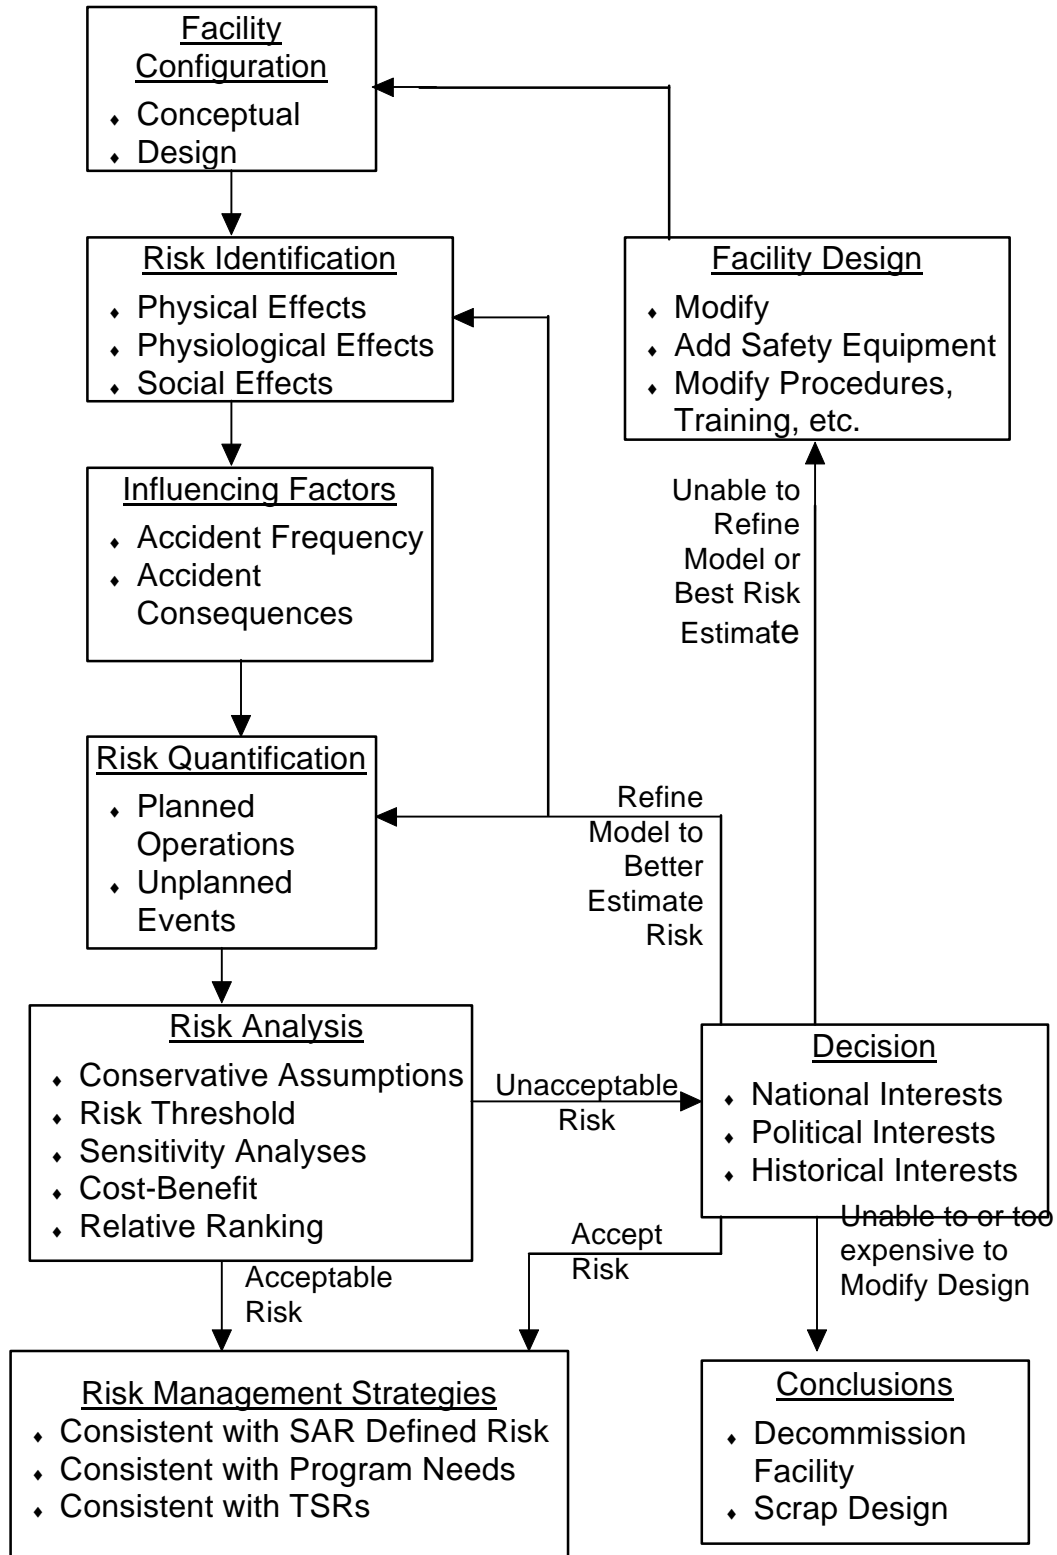 Facility
Configuration
⬧ Conceptual
⬧ Design
Risk Identification
⬧ Physical Effects
⬧ Physiological Effects
⬧ Social Effects
Facility Design
⬧ Modify
⬧ Add Safety Equipment
⬧ Modify Procedures,
Training, etc.
Influencing Factors
⬧ Accident Frequency
⬧ Accident
Consequences
Unable to
Refine
Model or
Best Risk
Estimate
Risk Quantification
⬧ Planned
Operations
⬧ Unplanned
Events
Refine
Model to
Better
Estimate
Risk
Risk Analysis
⬧ Conservative Assumptions
⬧ Risk Threshold
⬧ Sensitivity Analyses
⬧ Cost-Benefit
⬧ Relative Ranking
Unacceptable
Risk
Decision
⬧ National Interests
⬧ Political Interests
⬧ Historical Interests
Acceptable
Risk
Accept
Risk
Unable to or too
expensive to
Modify Design
Risk Management Strategies
⬧ Consistent with SAR Defined Risk
⬧ Consistent with Program Needs
⬧ Consistent with TSRs
Conclusions
⬧ Decommission
Facility
⬧ Scrap Design